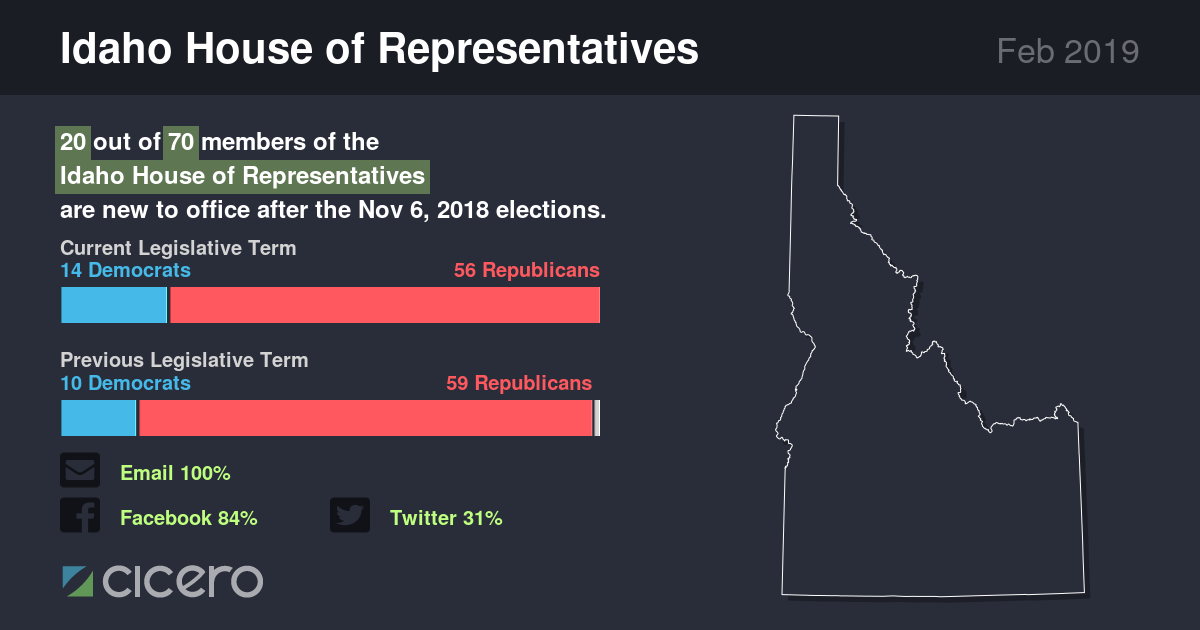 Idaho House of Representatives
Feb 2019
20 out of 70 members of the
Idaho House of Representatives
are new to office after the Nov 6, 2018 elections.
Current Legislative Term
14 Democrats 56 Republicans
Previous Legislative Term
10 Democrats 59 Republicans
Email 100%
Facebook 84% Twitter 31%
cicero